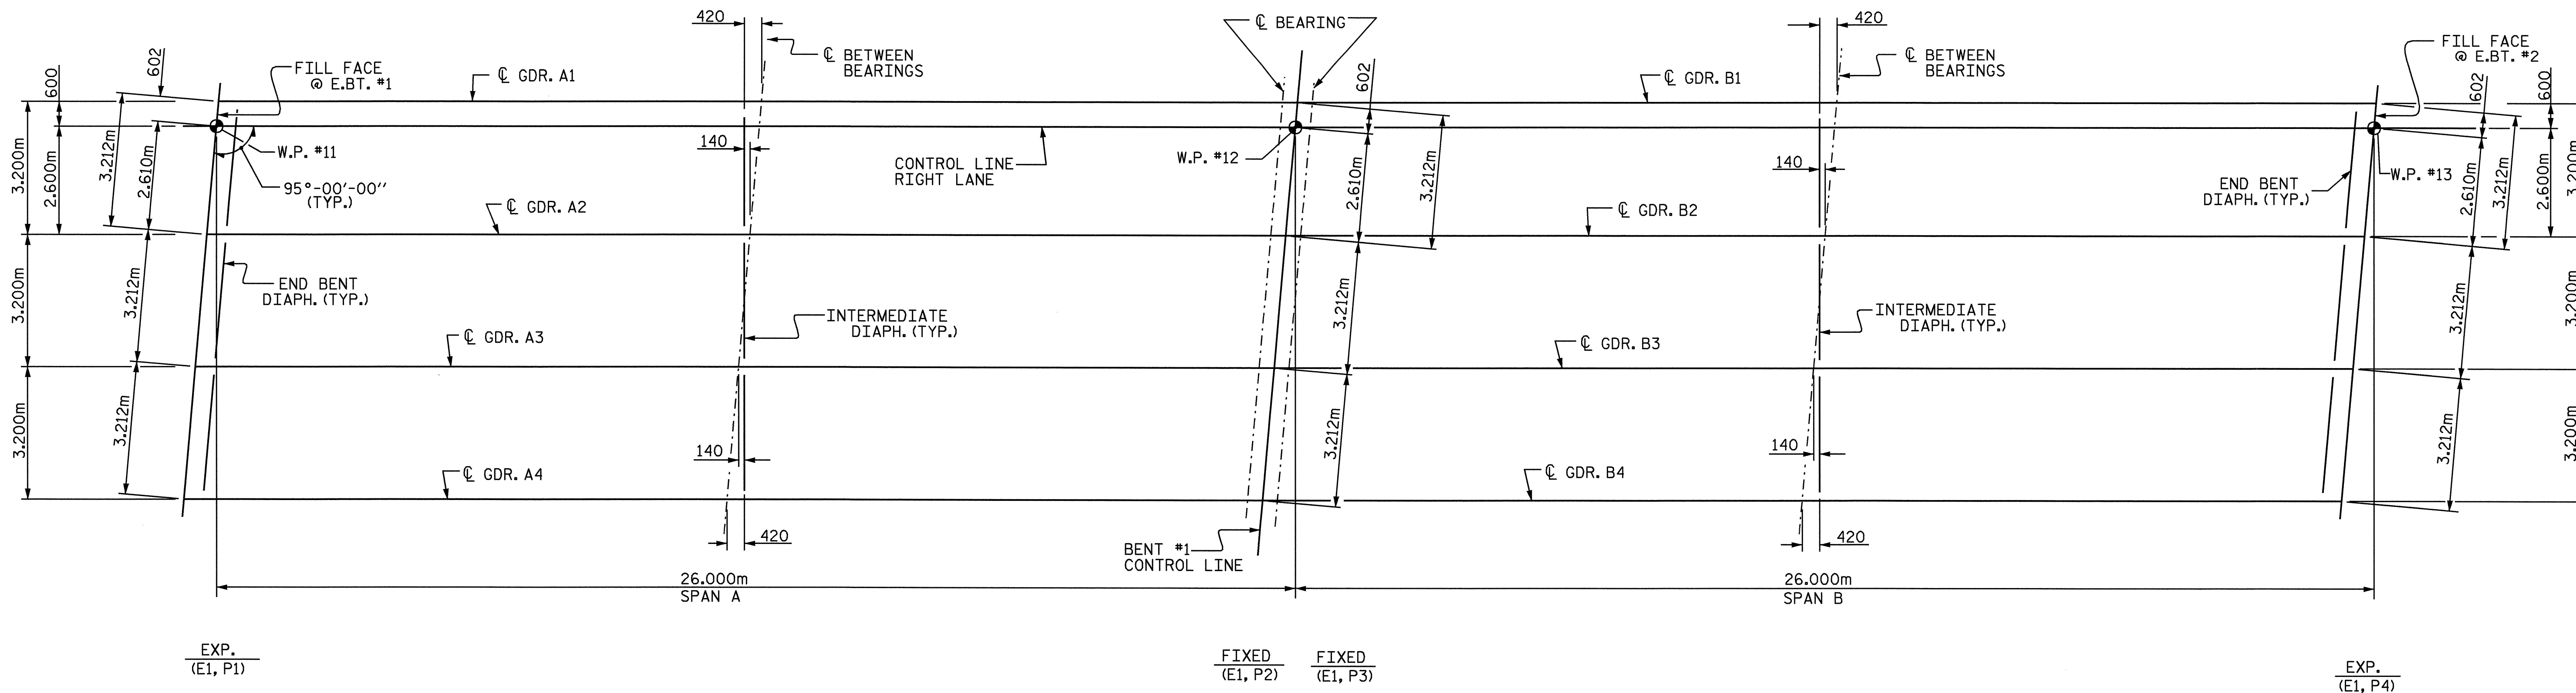 420
℄ BEARING
420
℄ BETWEEN
BEARINGS
℄ BETWEEN
BEARINGS
FILL FACE
@ E.BT. #1
FILL FACE
@ E.BT. #2
602
600
℄ GDR. A1
℄ GDR. B1
602
602
600
W.P. #11
95°-00'-00''
(TYP.)
140
CONTROL LINE
RIGHT LANE
W.P. #12
140
END BENT
DIAPH. (TYP.)
W.P. #13
3.200m
2.600m
3.212m
2.610m
2.610m
3.212m
2.610m
3.212m
2.600m
3.200m
℄ GDR. A2
℄ GDR. B2
END BENT
DIAPH. (TYP.)
INTERMEDIATE
DIAPH. (TYP.)
INTERMEDIATE
DIAPH. (TYP.)
3.200m
3.212m
3.212m
3.212m
3.200m
℄ GDR. A3
℄ GDR. B3
3.200m
3.212m
3.212m
3.212m
3.200m
140
140
℄ GDR. A4
℄ GDR. B4
420
420
BENT #1
CONTROL LINE
26.000m
SPAN A
26.000m
SPAN B
EXP.
(E1, P1)
FIXED
(E1, P2)
FIXED
(E1, P3)
EXP.
(E1, P4)